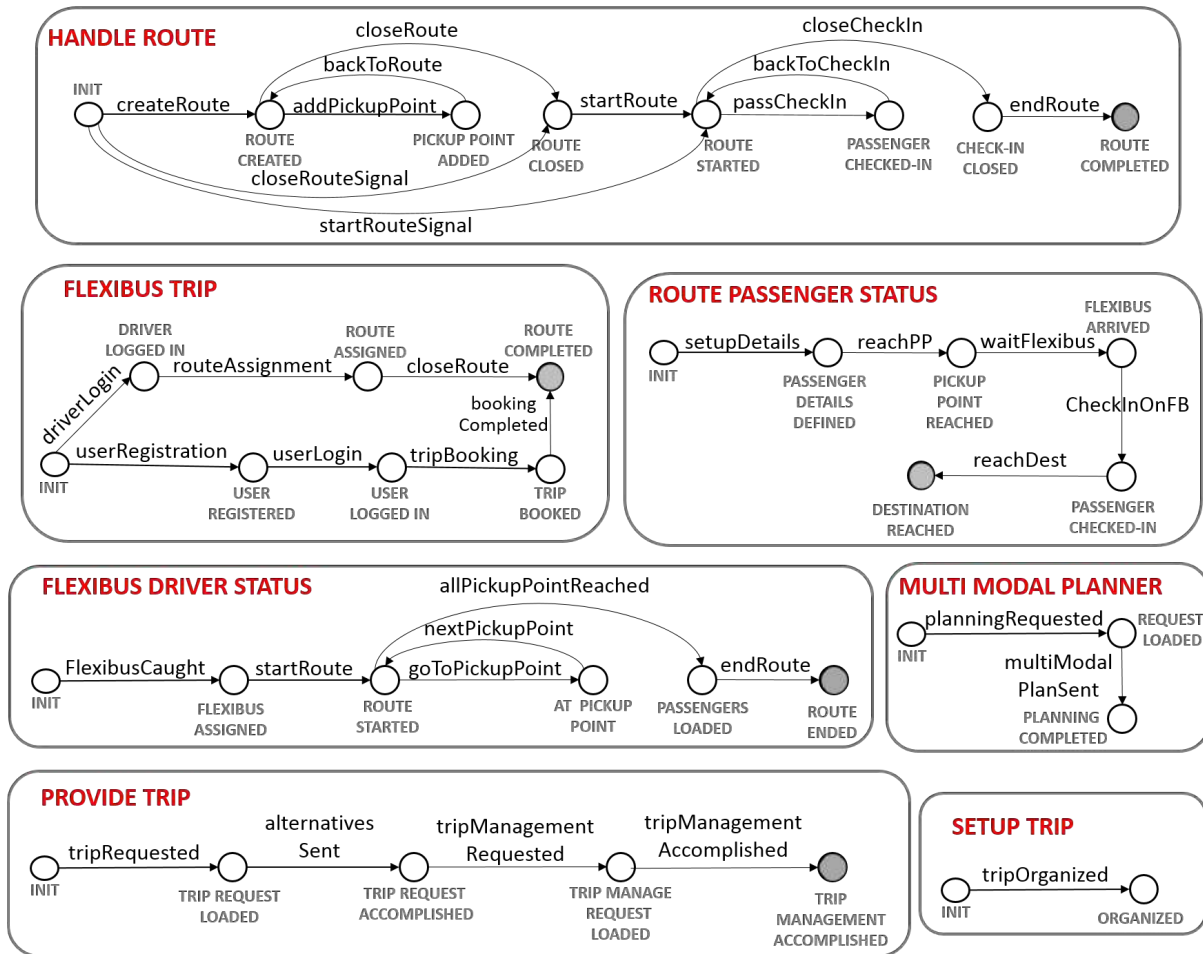 HANDLE ROUTE
closeRoute
closeCheckIn
backToRoute
backToCheckIn
INIT
createRoute
addPickupPoint
startRoute
passCheckIn
endRoute
ROUTE
CREATED
PICKUP POINT
ADDED
ROUTE
CLOSED
ROUTE
STARTED
PASSENGER
CHECKED-IN
CHECK-IN
CLOSED
ROUTE
COMPLETED
closeRouteSignal
startRouteSignal
FLEXIBUS TRIP
DRIVER
LOGGED IN
ROUTE
ASSIGNED
ROUTE
COMPLETED
driverLogin
routeAssignment
closeRoute
booking
Completed
userRegistration
userLogin
tripBooking
INIT
USER
REGISTERED
USER
LOGGED IN
TRIP
BOOKED
ROUTE PASSENGER STATUS
FLEXIBUS
ARRIVED
setupDetails
reachPP
waitFlexibus
INIT
PASSENGER
DETAILS
DEFINED
PICKUP
POINT
REACHED
CheckInOnFB
reachDest
DESTINATION
REACHED
PASSENGER
CHECKED-IN
FLEXIBUS DRIVER STATUS
allPickupPointReached
nextPickupPoint
FlexibusCaught
startRoute
goToPickupPoint
endRoute
INIT
FLEXIBUS
ASSIGNED
ROUTE
STARTED
AT PICKUP
POINT
PASSENGERS
LOADED
ROUTE
ENDED
MULTI MODAL PLANNER
planningRequested
REQUEST
LOADED
INIT
multiModal
PlanSent
PLANNING
COMPLETED
PROVIDE TRIP
tripRequested
alternatives
Sent
tripManagement
Requested
tripManagement
Accomplished
INIT
TRIP REQUEST
LOADED
TRIP REQUEST
ACCOMPLISHED
TRIP MANAGE
REQUEST
LOADED
TRIP
MANAGEMENT
ACCOMPLISHED
SETUP TRIP
tripOrganized
INIT
ORGANIZED